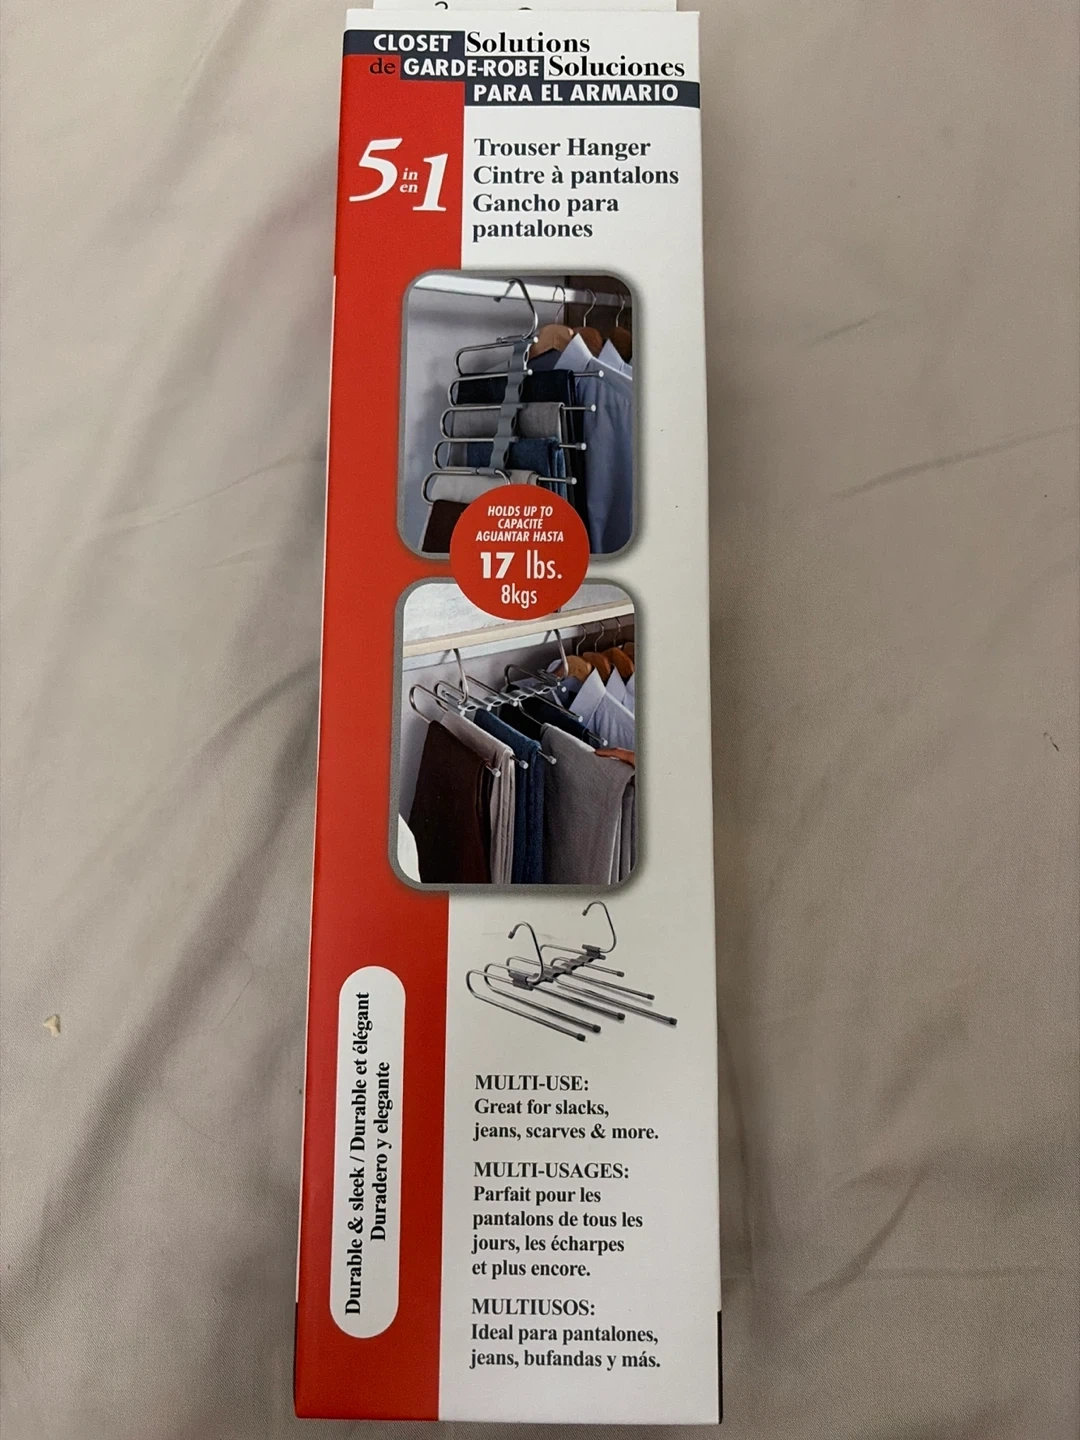 CLOSET Solutions
de GARDE-ROBE Soluciones
PARA EL ARMARIO
5 in en 1
Trouser Hanger
Cintre à pantalons
Gancho para
pantalones
HOLDS UP TO
CAPACITÉ
AGUANTAR HASTA
17 lbs.
8kgs
MULTI-USE:
Great for slacks,
jeans, scarves & more.
MULTI-USAGES:
Parfait pour les
pantalons de tous les
jours, les écharpes
et plus encore.
MULTIUSOS:
Ideal para pantalones,
jeans, bufandas y más.
Durable & sleek / Durable et élégant
Duradero y elegante